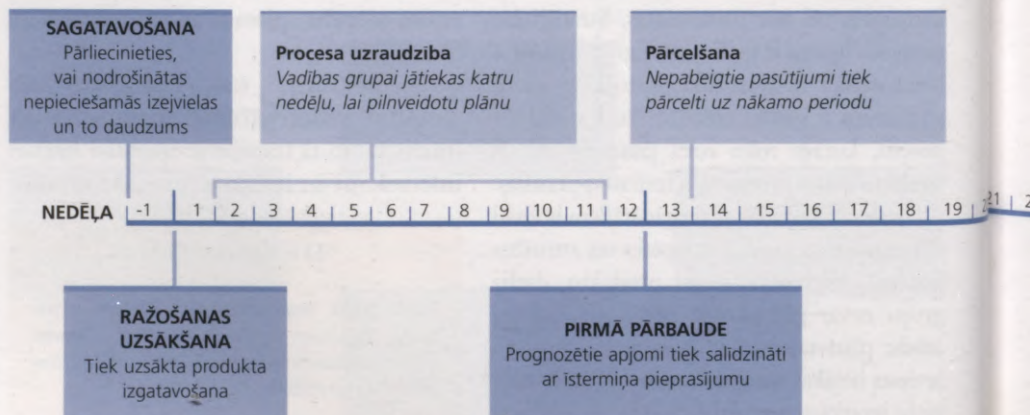 SAGATAVOŠANA
Pārliecinieties,
vai nodrošinātas
nepieciešamās izejvielas
un to daudzums
Procesa uzraudzība
Vadības grupai jātiekas katru
nedēļu, lai pilnveidotu plānu
Pārcelšana
Nepabeigtie pasūtījumi tiek
pārcelti uz nākamo periodu
NEDĒĻA -1 2 3 4 5 6 7 8 9 10 11 12 13 14 15 16 17 18 19 21
RAŽOŠANAS
UZSĀKŠANA
Tiek uzsākta produkta
izgatavošana
PIRMĀ PĀRBAUDE
Prognozētie apjomi tiek salīdzināti
ar īstermiņa pieprasījumu